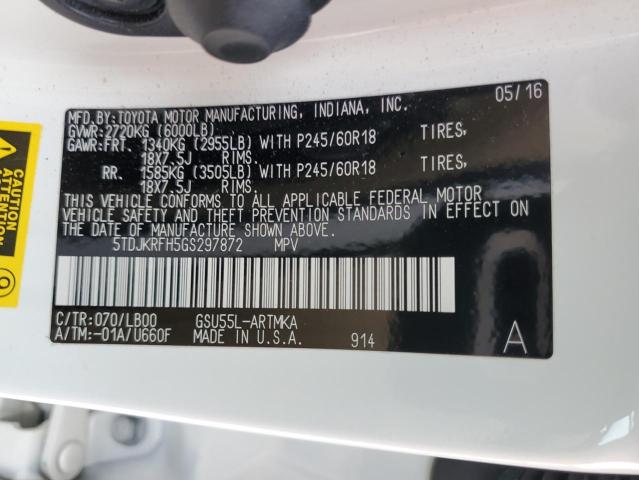 MFD.BY:TOYOTA MOTOR MANUFACTURING, INDIANA, INC. 05/16
GVWR:2720KG (6000LB)
GAWR:FRT. 1340KG (2955LB) WITH P245/60R18 TIRES,
18X7.5J RIMS.
RR. 1585KG (3505LB) WITH P245/60R18 TIRES,
18X7.5J RIMS.
THIS VEHICLE CONFORMS TO ALL APPLICABLE FEDERAL MOTOR
VEHICLE SAFETY AND THEFT PREVENTION STANDARDS IN EFFECT ON
THE DATE OF MANUFACTURE SHOWN ABOVE.
5TDJKRFH5GS297872 MPV
C/TR:070/LB00 GSU55L-ARTMKA
A/TM:-01A/U660F MADE IN U.S.A. 914 A
CAUTION
ATTENTION